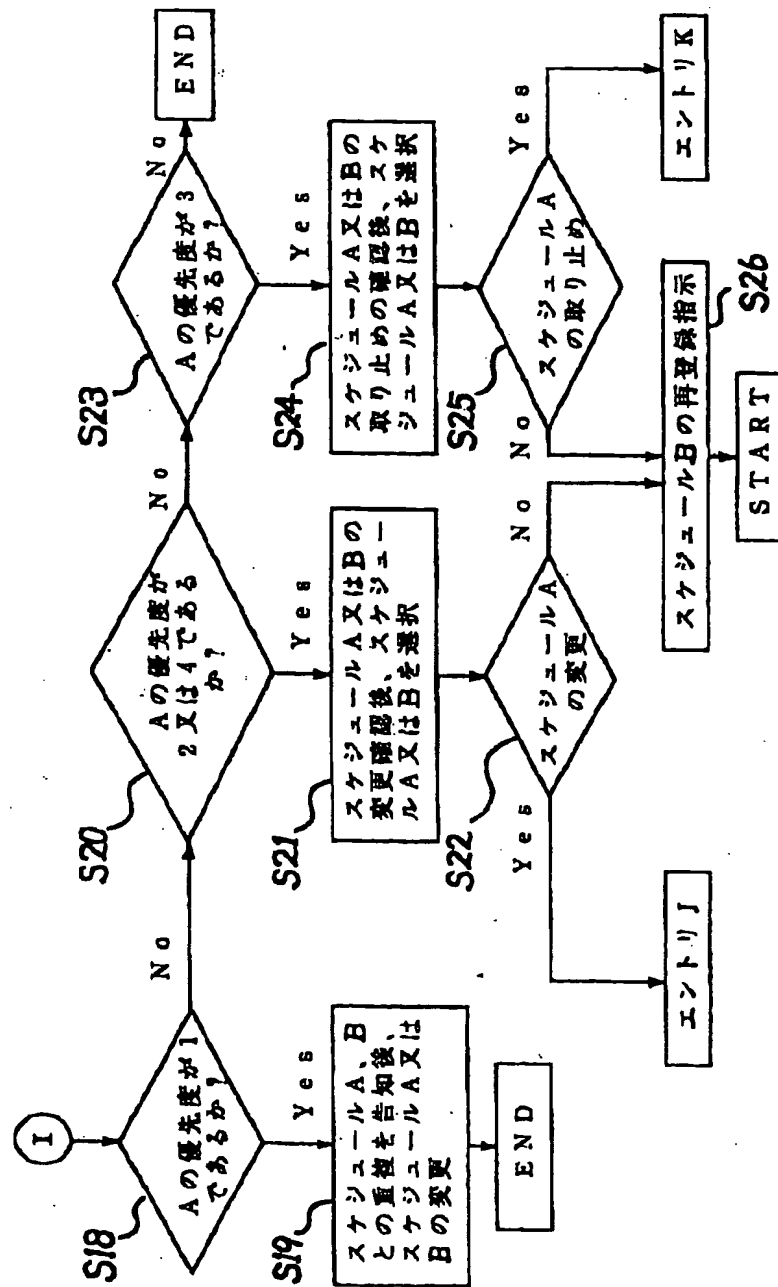 I
S18
Aの優先度が1
であるか?
No
Yes
S19
スケジュールA、B
との重複を告知後、
スケジュールA又は
Bの変更
END
S20
Aの優先度が
2又は4である
か?
No
Yes
S21
スケジュールA又はBの
変更確認後、スケジュー
ルA又はBを選択
S22
スケジュールA
の変更
Yes
No
エントリJ
S23
Aの優先度が3
であるか?
No
END
Yes
S24
スケジュールA又はBの
取り止めの確認後、スケ
ジュールA又はBを選択
S25
スケジュールA
の取り止め
No
Yes
エントリK
スケジュールBの再登録指示
S26
START